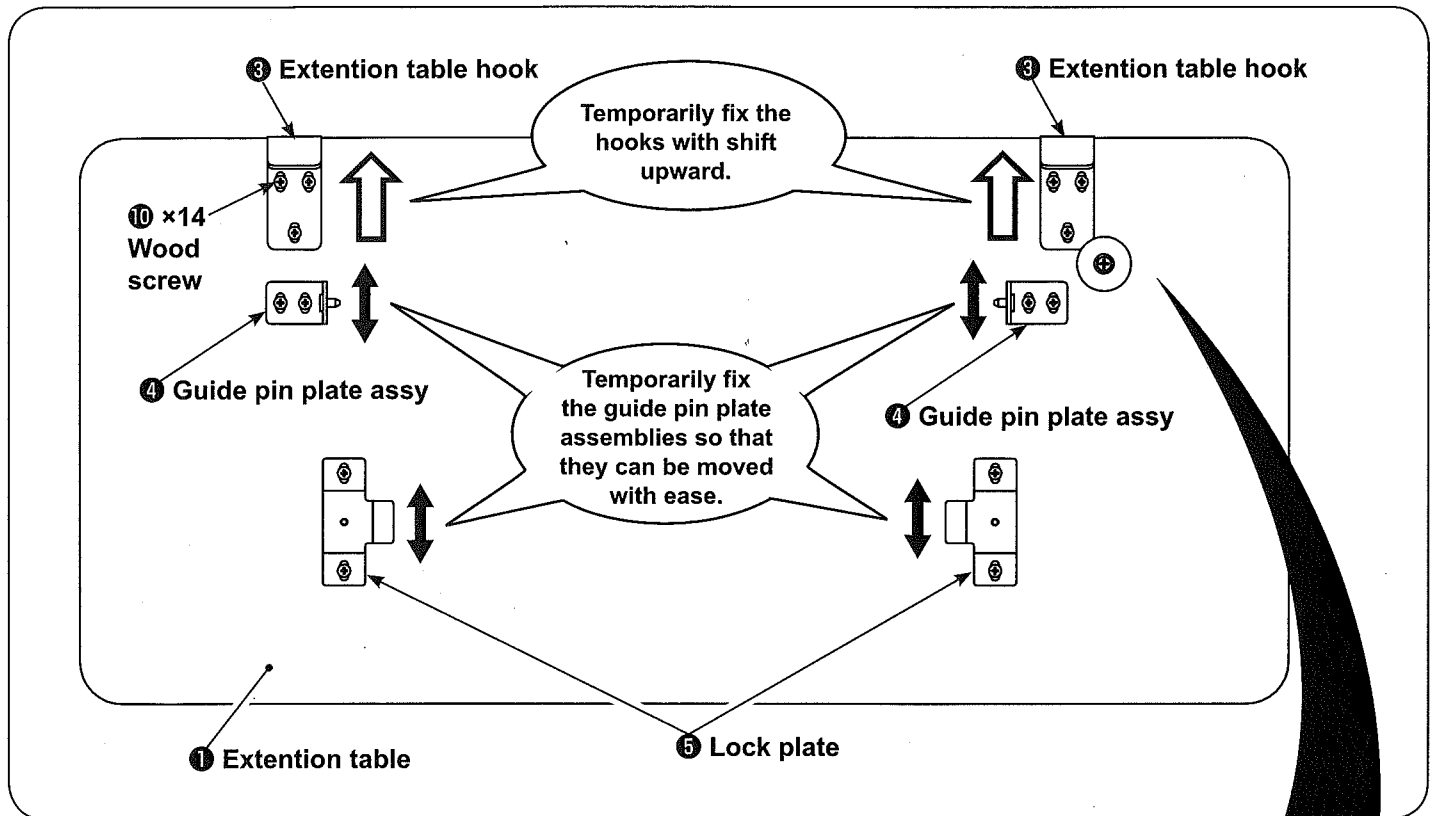 ❸ Extention table hook
❸ Extention table hook
Temporarily fix the
hooks with shift
upward.
❿ ×14
Wood
screw
❹ Guide pin plate assy
❹ Guide pin plate assy
Temporarily fix
the guide pin plate
assemblies so that
they can be moved
with ease.
❶ Extention table
❺ Lock plate